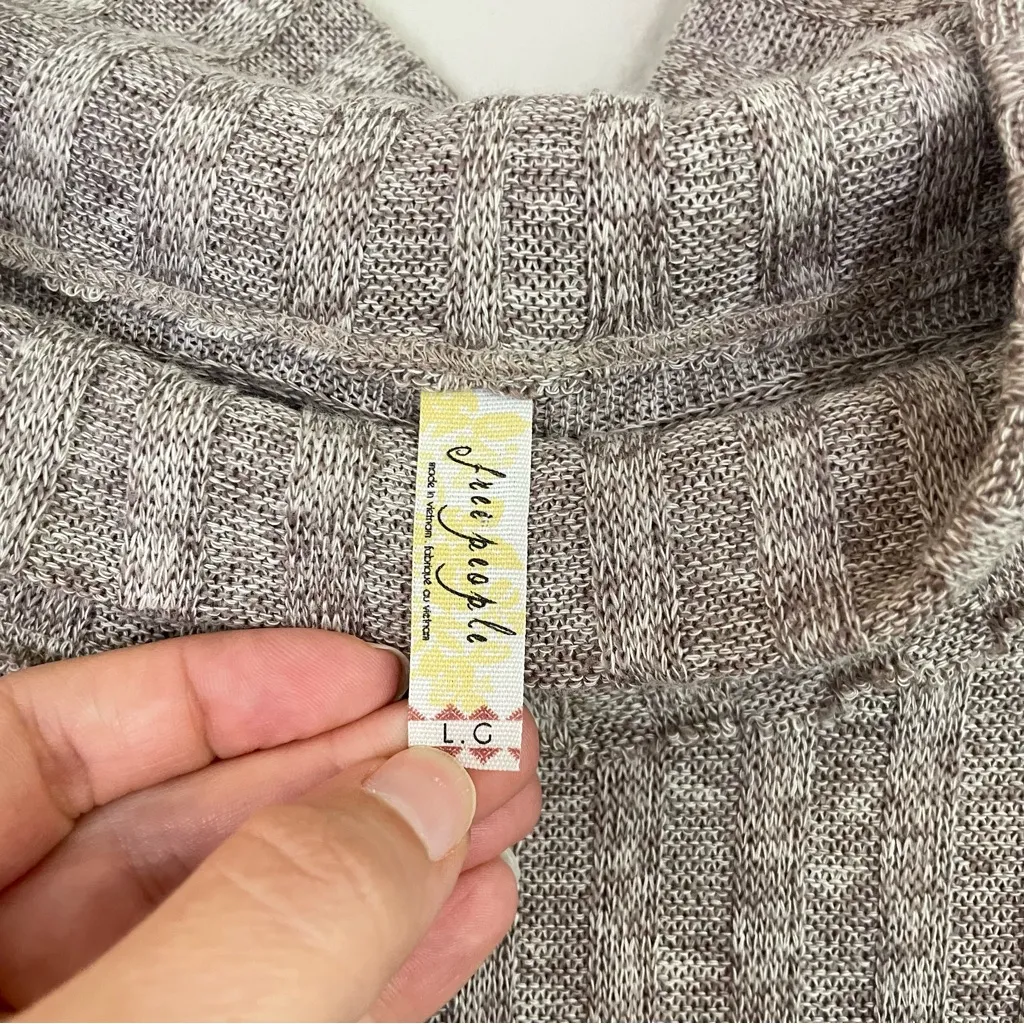 free people
made in vietnam . fabriqué au vietnam
L.G